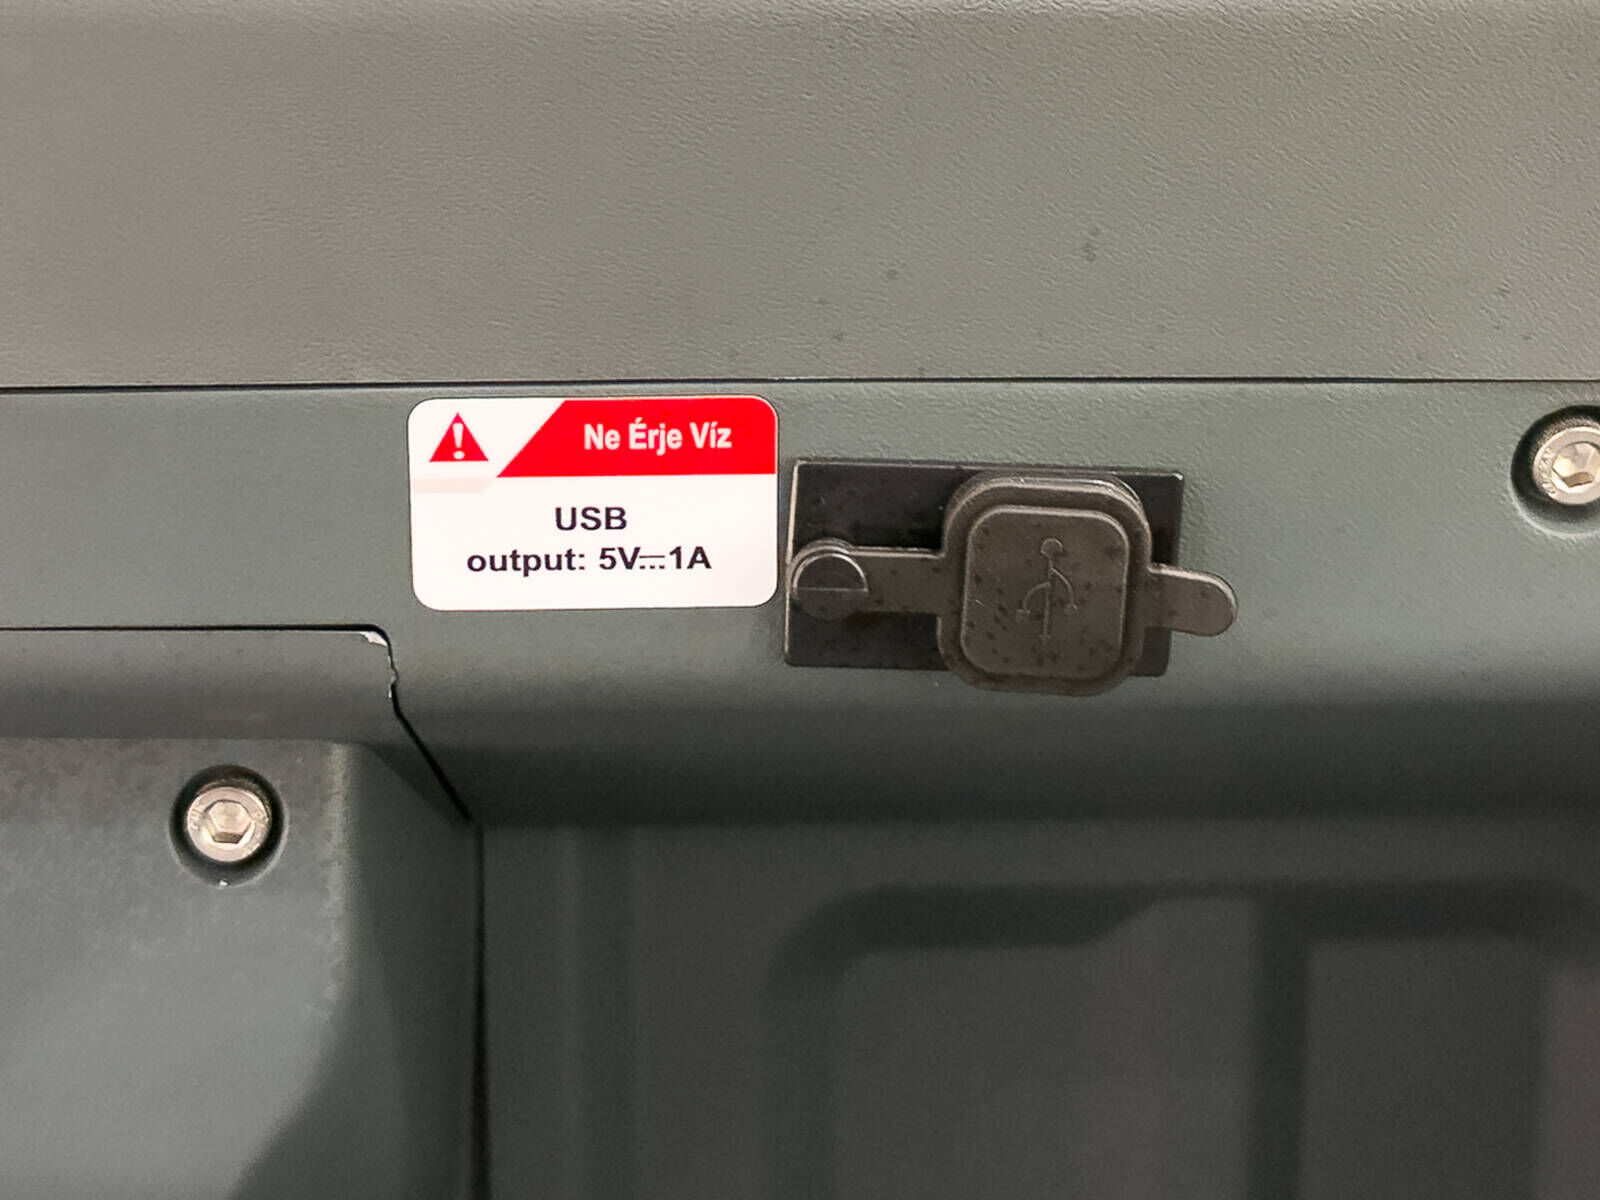 Ne Érje Víz
USB
output: 5V⎓1A